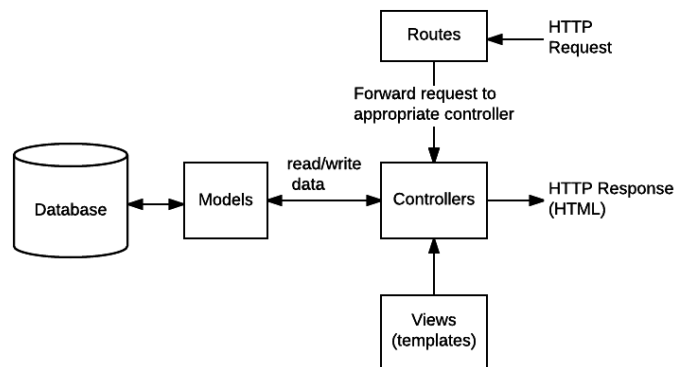 Routes
HTTP
Request
Forward request to
appropriate controller
Database
Models
read/write
data
Controllers
HTTP Response
(HTML)
Views
(templates)